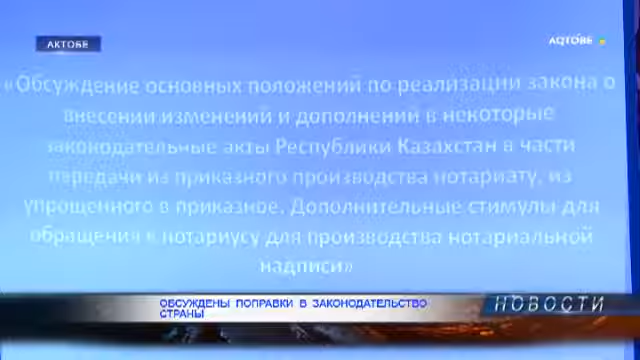 АКТОБЕ
AQTÓBE
«Обсуждение основных положений по реализации закона о
внесении изменений и дополнений в некоторые
законодательные акты Республики Казахстан в части
передачи из приказного производства нотариату, из
упрощенного в приказное. Дополнительные стимулы для
обращения к нотариусу для производства нотариальной
надписи»
ОБСУЖДЕНЫ ПОПРАВКИ В ЗАКОНОДАТЕЛЬСТВО
СТРАНЫ
НОВОСТИ